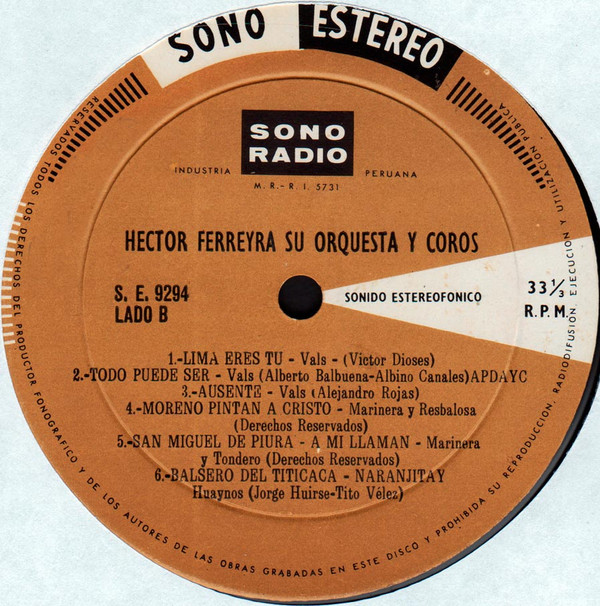 SONO ESTEREO
SONO
RADIO
INDUSTRIA PERUANA
M. R.- R. I. 5731
HECTOR FERREYRA SU ORQUESTA Y COROS
S. E. 9294
LADO B
SONIDO ESTEREOFONICO
33⅓
R.P.M.
1.-LIMA ERES TU - Vals - (Victor Dioses)
2.-TODO PUEDE SER - Vals (Alberto Balbuena-Albino Canales)APDAYC
3.-AUSENTE - Vals (Alejandro Rojas)
4.-MORENO PINTAN A CRISTO - Marinera y Resbalosa
(Derechos Reservados)
5.-SAN MIGUEL DE PIURA - A MI LLAMAN - Marinera
y Tondero (Derechos Reservados)
6.-BALSERO DEL TITICACA - NARANJITAY
Huaynos (Jorge Huirse-Tito Vélez)
RESERVADOS TODOS LOS DERECHOS DEL PRODUCTOR FONOGRAFICO Y DE LOS AUTORES DE LAS OBRAS GRABADAS EN ESTE DISCO Y PROHIBIDA SU REPRODUCCION, RADIODIFUSION, EJECUCION Y UTILIZACION PUBLICA